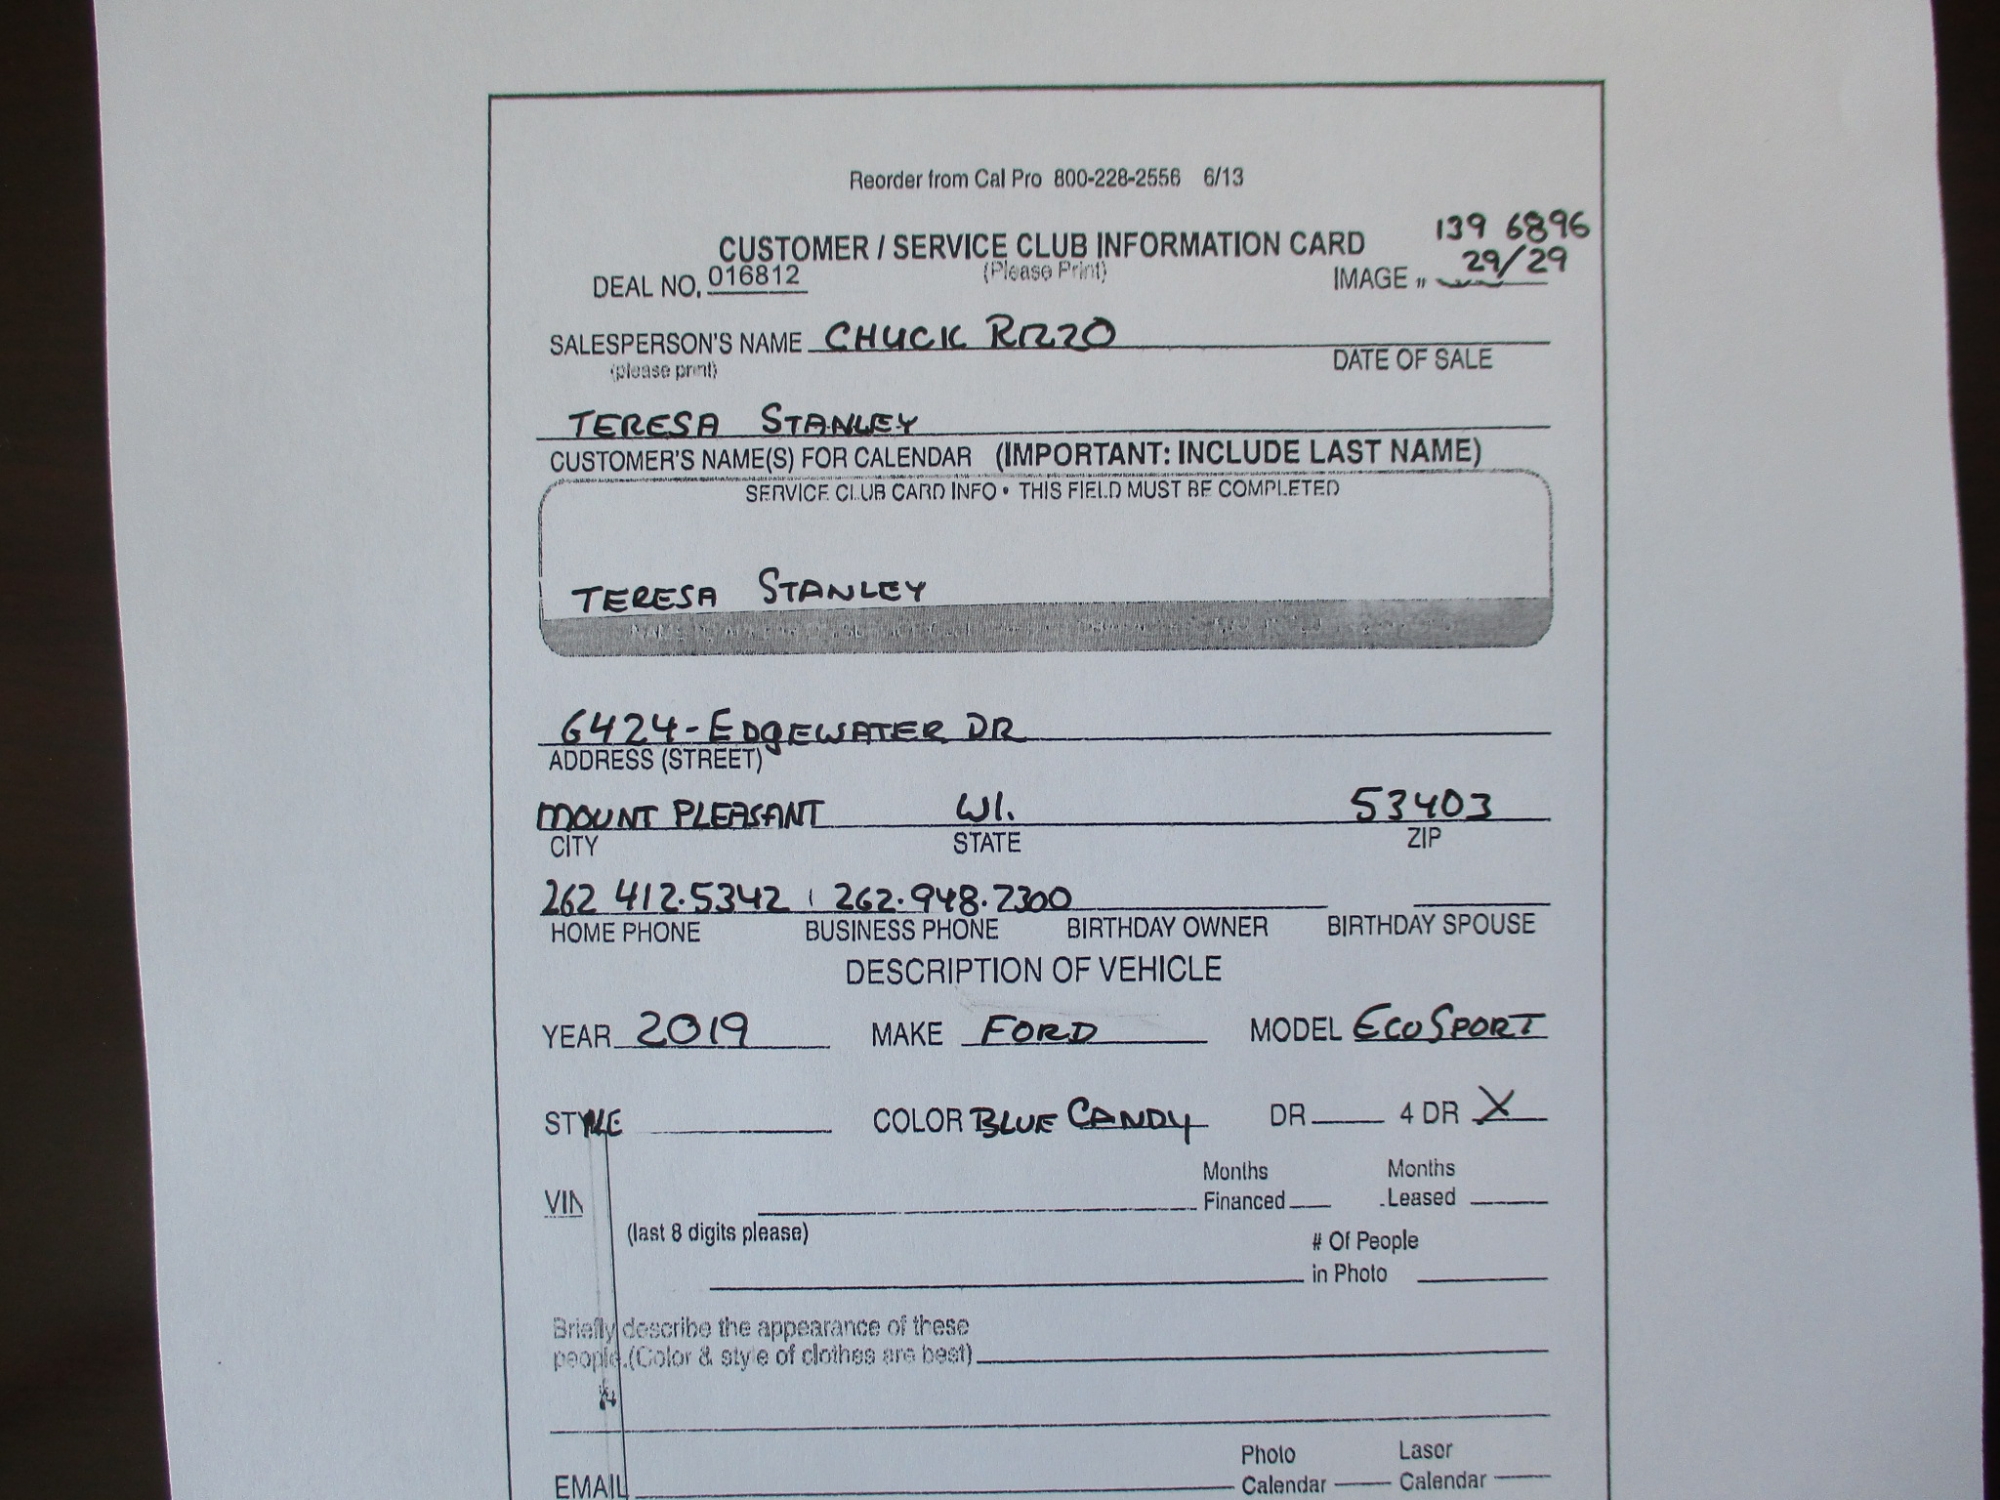 Reorder from Cal Pro 800-228-2556 6/13
139 6896
CUSTOMER / SERVICE CLUB INFORMATION CARD
29/29
DEAL NO. 016812 (Please Print) IMAGE "
SALESPERSON'S NAME CHUCK RIZZO
(please print) DATE OF SALE
TERESA STANLEY
CUSTOMER'S NAME(S) FOR CALENDAR (IMPORTANT: INCLUDE LAST NAME)
SERVICE CLUB CARD INFO • THIS FIELD MUST BE COMPLETED
TERESA STANLEY
6424-EDGEWATER DR
ADDRESS (STREET)
MOUNT PLEASANT WI. 53403
CITY STATE ZIP
262 412.5342 262.948.7300
HOME PHONE BUSINESS PHONE BIRTHDAY OWNER BIRTHDAY SPOUSE
DESCRIPTION OF VEHICLE
YEAR 2019 MAKE FORD MODEL ECOSPORT
STYLE COLOR BLUE CANDY DR 4 DR X
Months Months
VIN Financed Leased
(last 8 digits please)
# Of People
in Photo
Briefly describe the appearance of these
people.(Color & style of clothes are best)
Photo Laser
EMAIL Calendar Calendar